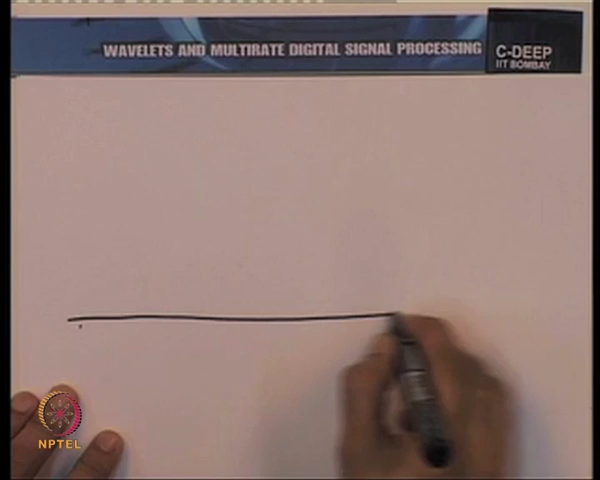 WAVELETS AND MULTIRATE DIGITAL SIGNAL PROCESSING
C-DEEP
IIT BOMBAY
NPTEL